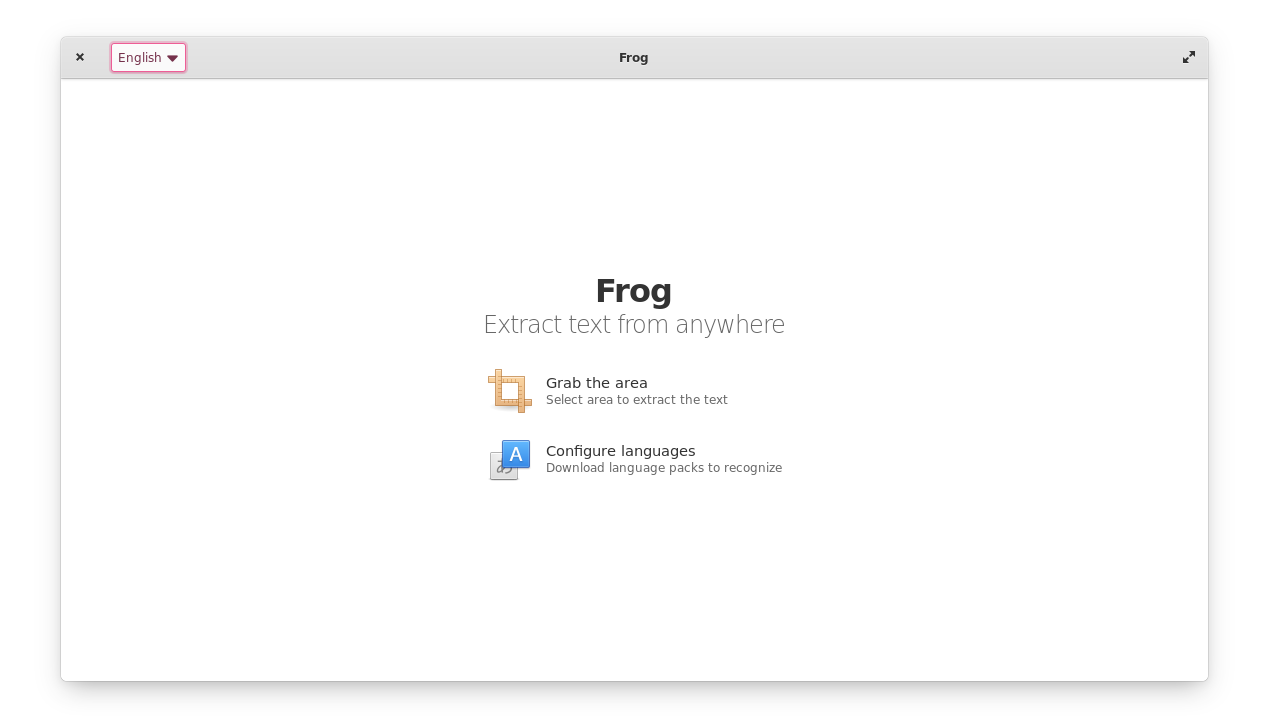 English
Frog
Frog
Extract text from anywhere
Grab the area
Select area to extract the text
A
あ
Configure languages
Download language packs to recognize